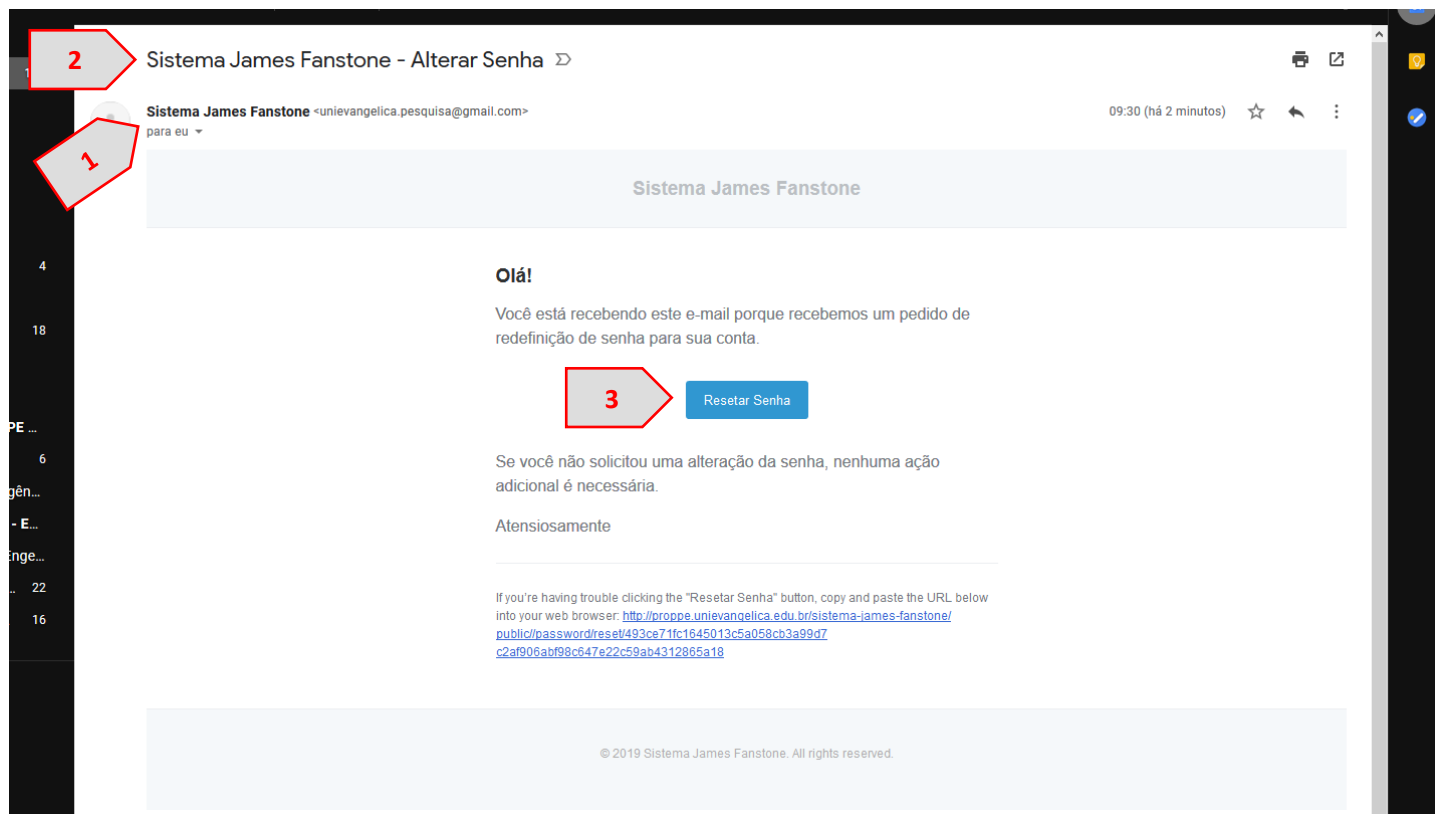 2
Sistema James Fanstone - Alterar Senha
Sistema James Fanstone <unievangelica.pesquisa@gmail.com>
09:30 (há 2 minutos)
para eu
1
Sistema James Fanstone
Olá!
Você está recebendo este e-mail porque recebemos um pedido de
redefinição de senha para sua conta.
3
Resetar Senha
Se você não solicitou uma alteração da senha, nenhuma ação
adicional é necessária.
Atensiosamente
If you're having trouble clicking the "Resetar Senha" button, copy and paste the URL below
into your web browser: http://proppe.unievangelica.edu.br/sistema-james-fanstone/
public//password/reset/493ce71fc1645013c5a058cb3a99d7
c2af906abf98c647e22c59ab4312865a18
© 2019 Sistema James Fanstone. All rights reserved.
4
18
PE ...
6
gên...
- E...
Enge...
.. 22
16